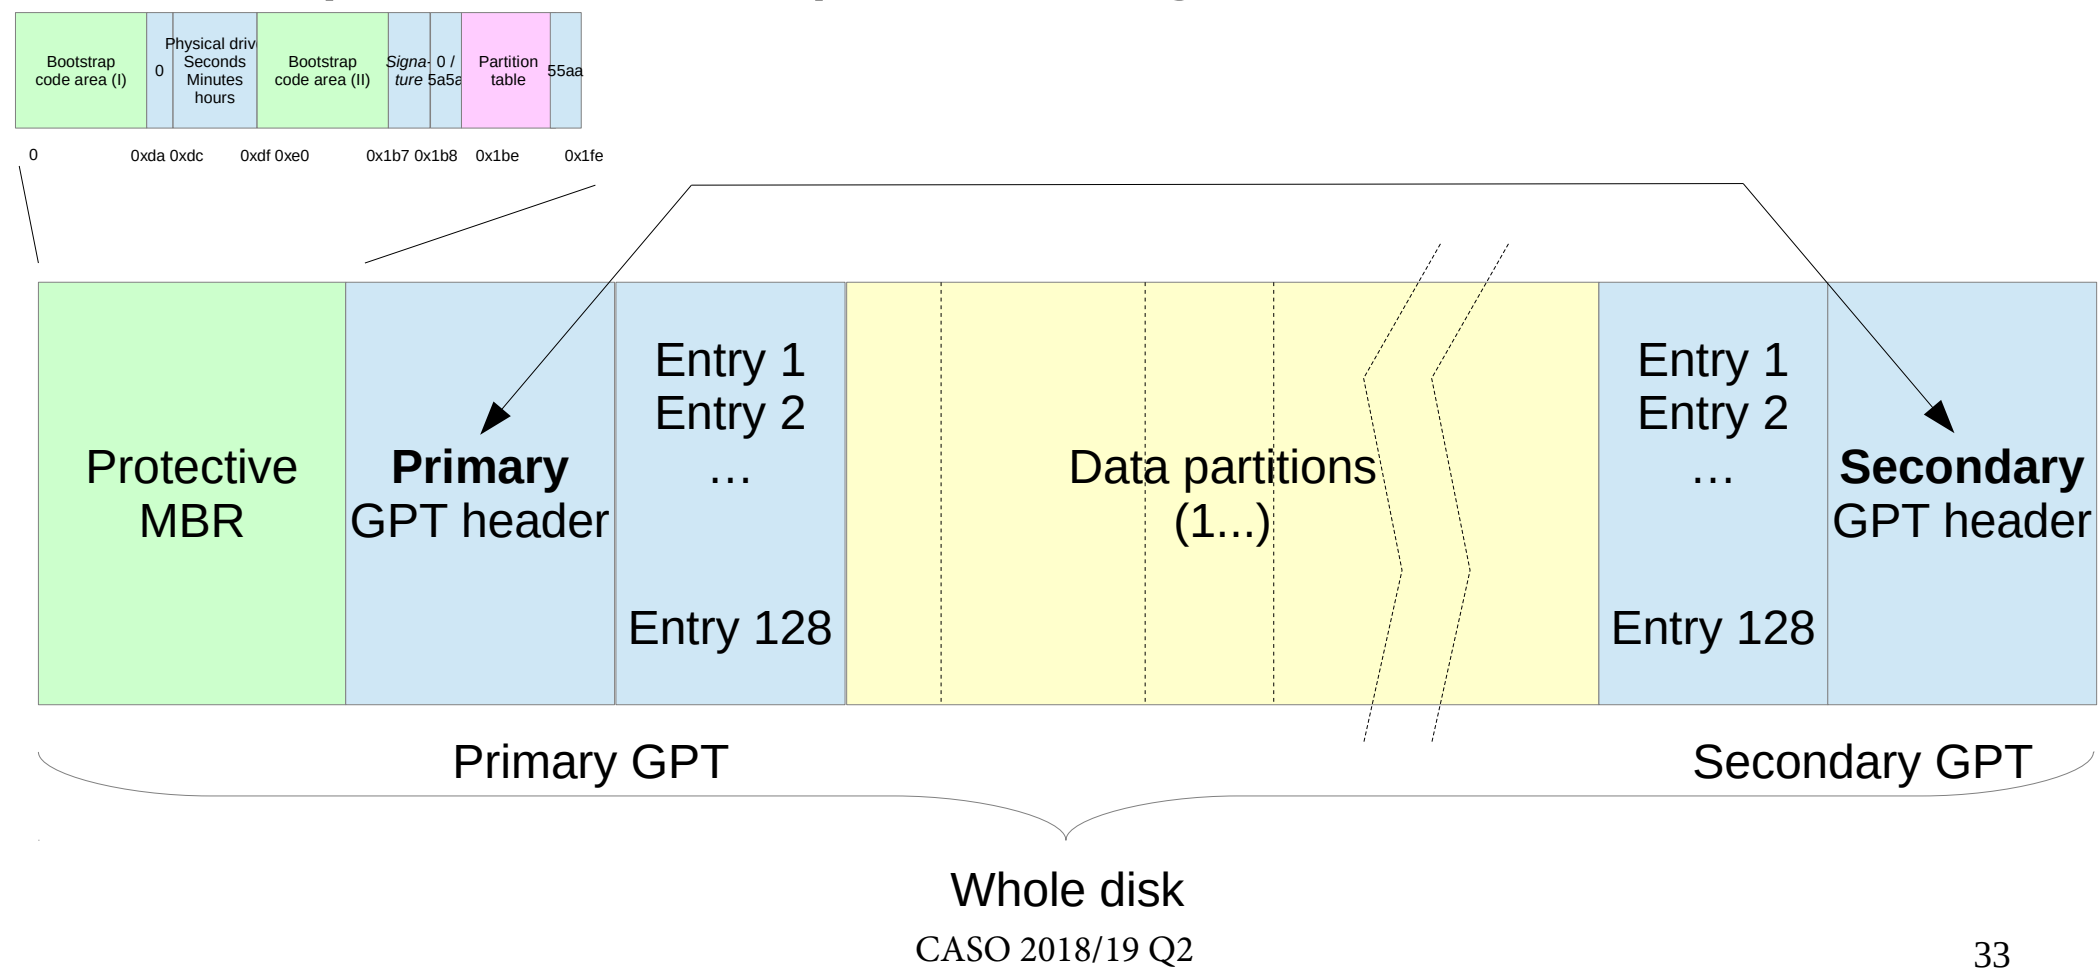 Bootstrap
code area (I)
0
Physical driv
Seconds
Minutes
hours
Bootstrap
code area (II)
Signa-
ture
0 /
5a5a
Partition
table
55aa
0
0xda 0xdc
0xdf 0xe0
0x1b7 0x1b8
0x1be
0x1fe
Protective
MBR
Primary
GPT header
Entry 1
Entry 2
...
Entry 128
Data partitions
(1...)
Entry 1
Entry 2
...
Entry 128
Secondary
GPT header
Primary GPT
Secondary GPT
Whole disk
CASO 2018/19 Q2
33